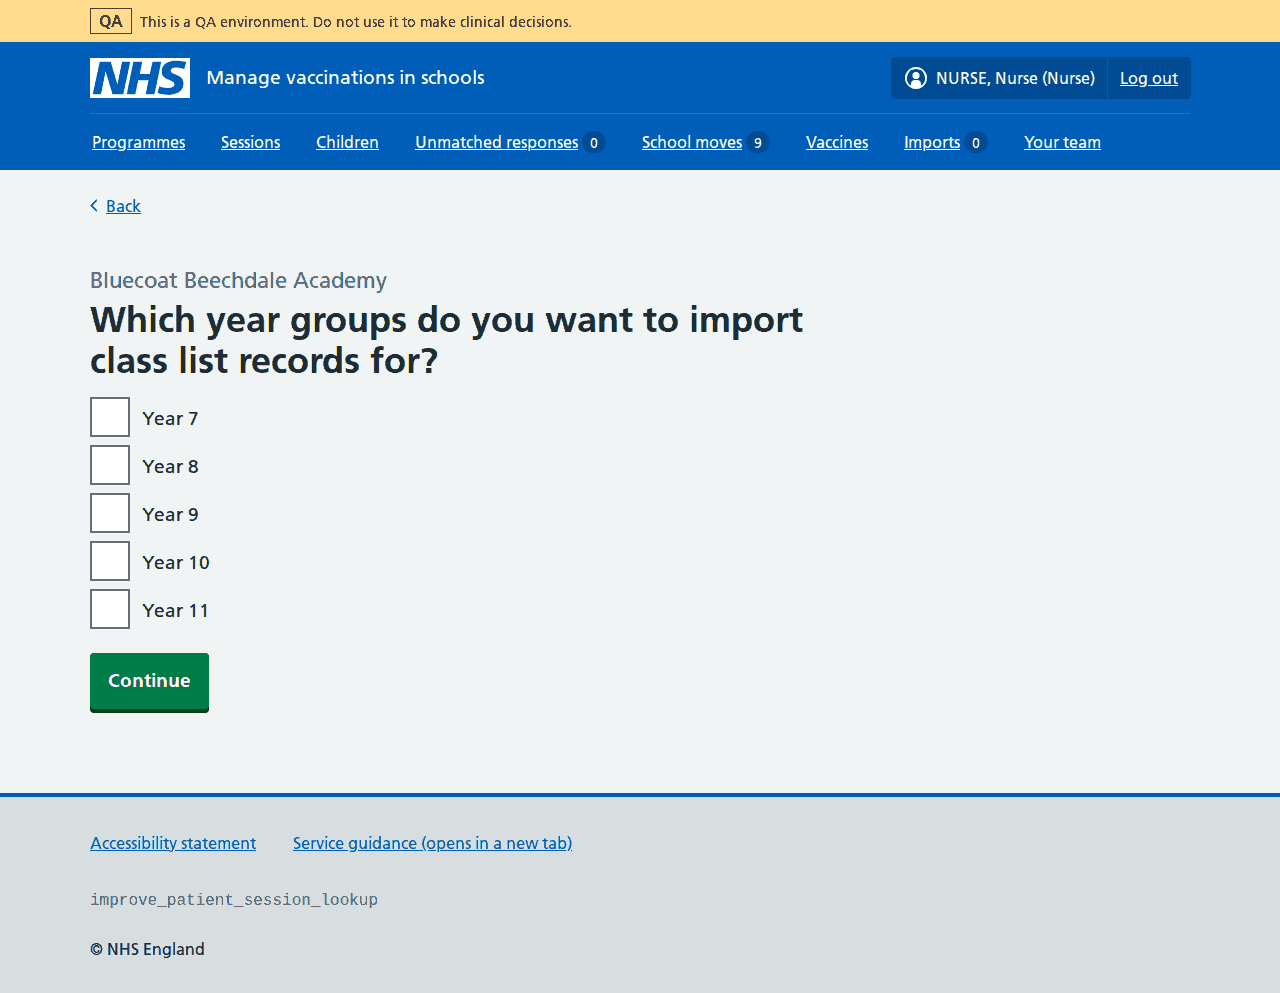 QA This is a QA environment. Do not use it to make clinical decisions.
NHS Manage vaccinations in schools NURSE, Nurse (Nurse) Log out
Programmes Sessions Children Unmatched responses 0 School moves 9 Vaccines Imports 0 Your team
Back
Bluecoat Beechdale Academy
Which year groups do you want to import
class list records for?
Year 7
Year 8
Year 9
Year 10
Year 11
Continue
Accessibility statement Service guidance (opens in a new tab)
improve_patient_session_lookup
© NHS England